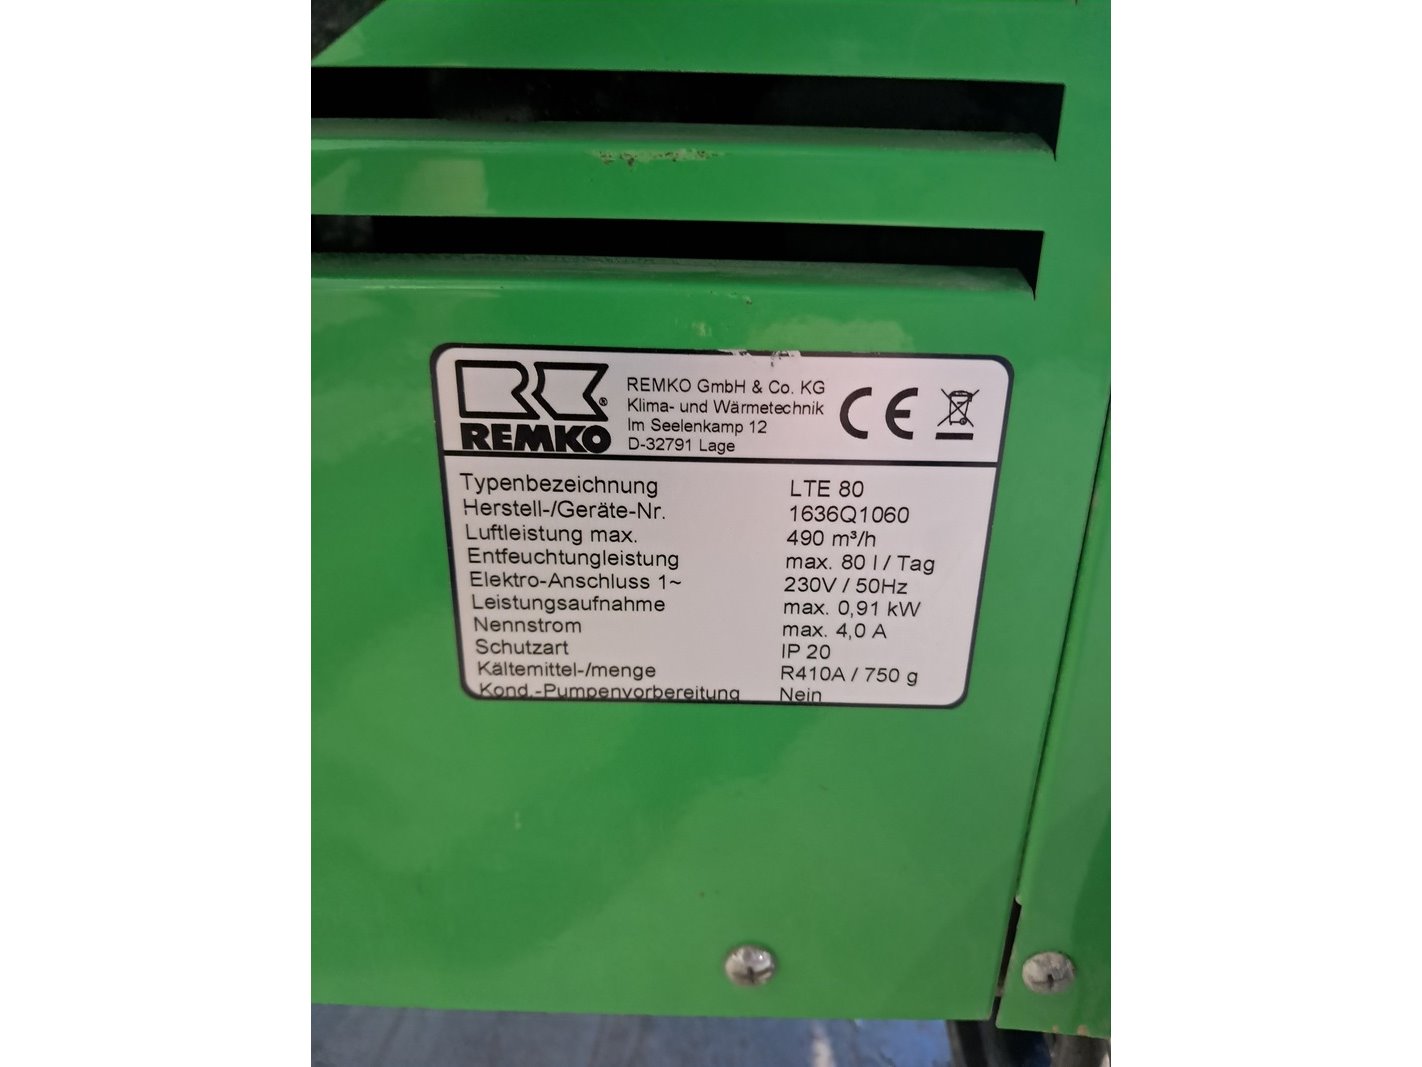 REMKO
REMKO GmbH & Co. KG
Klima- und Wärmetechnik
Im Seelenkamp 12
D-32791 Lage
CE
Typenbezeichnung LTE 80
Herstell-/Geräte-Nr. 1636Q1060
Luftleistung max. 490 m³/h
Entfeuchtungleistung max. 80 l / Tag
Elektro-Anschluss 1~ 230V / 50Hz
Leistungsaufnahme max. 0,91 kW
Nennstrom max. 4,0 A
Schutzart IP 20
Kältemittel-/menge R410A / 750 g
Kond.-Pumpenvorbereitung Nein